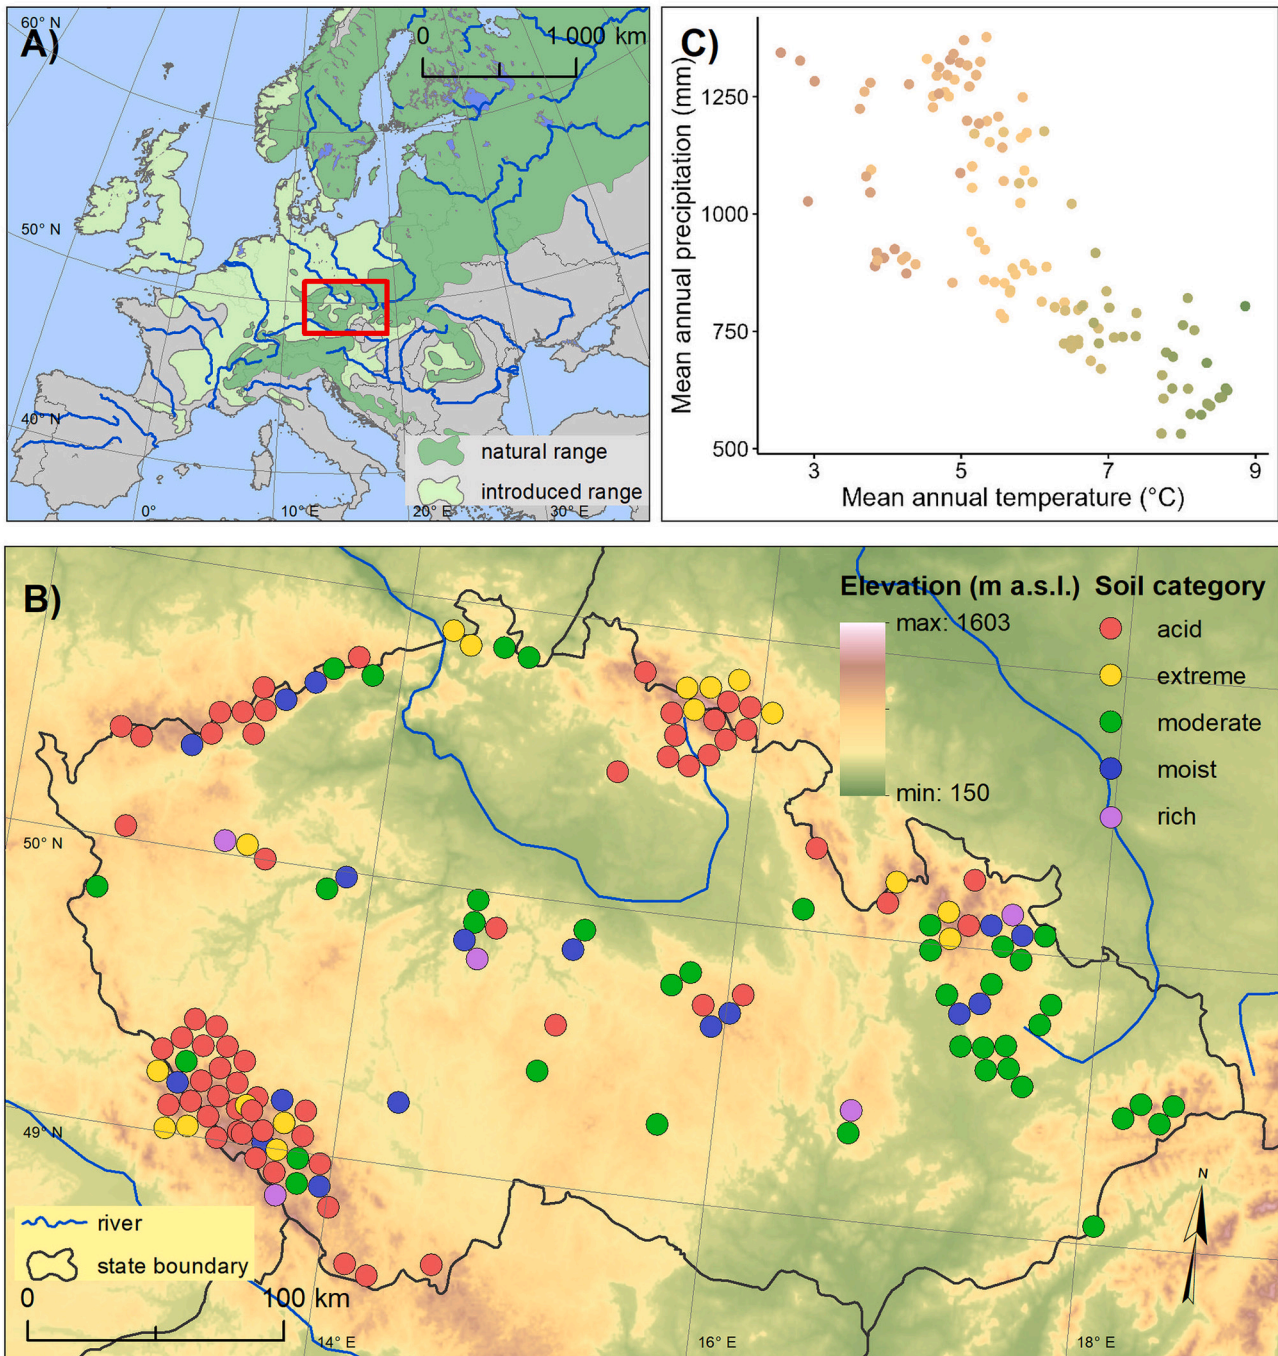 A)
60° N
50° N
40° N
0 1 000 km
natural range
introduced range
0° 10° E 20° E 30° E
C)
Mean annual precipitation (mm)
1250
1000
750
500
3 5 7 9
Mean annual temperature (°C)
B)
Elevation (m a.s.l.) Soil category
max: 1603
min: 150
acid
extreme
moderate
moist
rich
50° N
49° N
N
river
state boundary
0 100 km
14° E 16° E 18° E